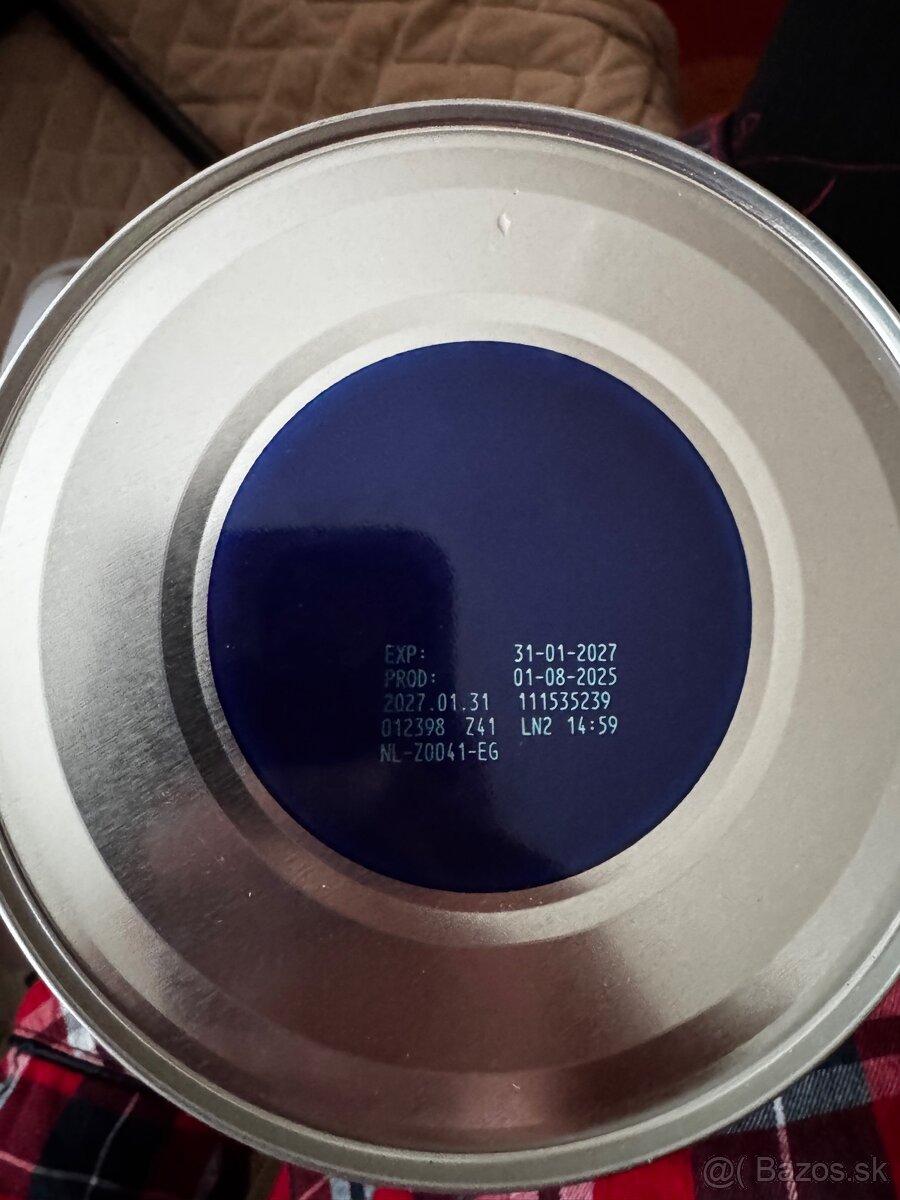 EXP: 31-01-2027
PROD: 01-08-2025
2027.01.31 111535239
012398 Z41 LN2 14:59
NL-Z0041-EG
@( Bazos.sk